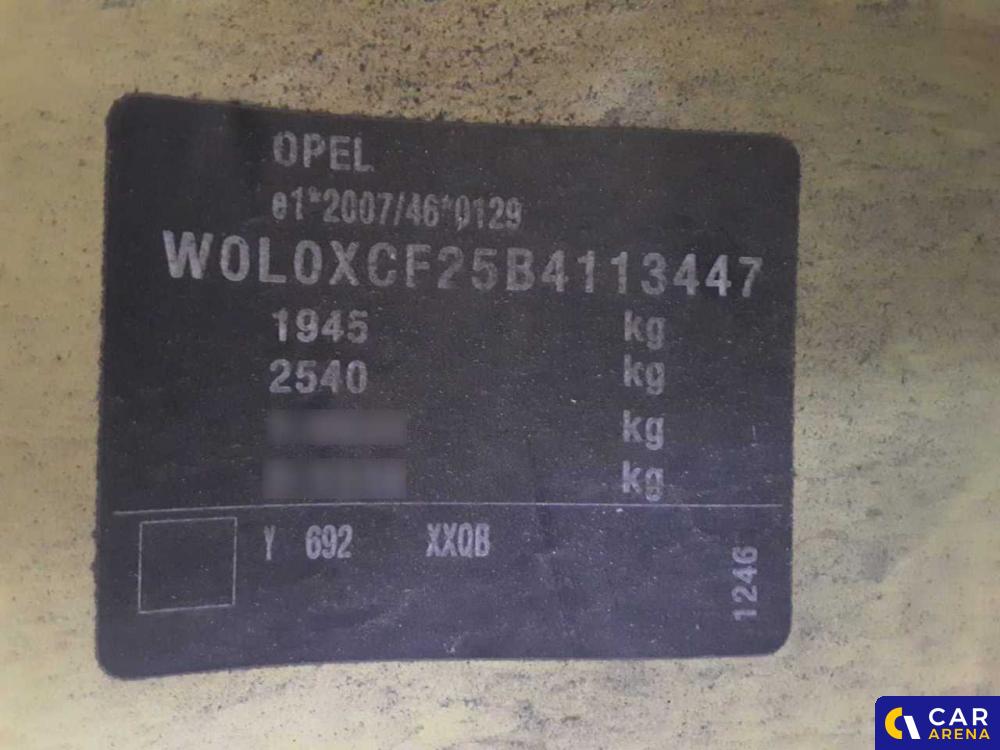 OPEL
e1*2007/46*0129
W0L0XCF25B4113447
1945 kg
2540 kg
kg
kg
Y 692 XXQB
1246
CAR
ARENA